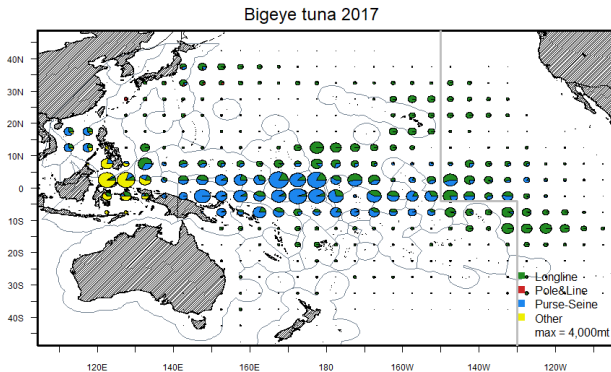 Bigeye tuna 2017
40N
30N
20N
10N
0
10S
20S
30S
40S
Longline
Pole&Line
Purse-Seine
Other
max = 4,000mt
120E
140E
160E
180
160W
140W
120W